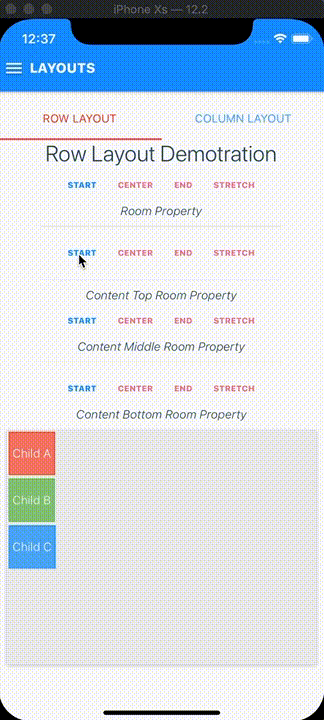 iPhone Xs — 12.2
12:37
LAYOUTS
ROW LAYOUT COLUMN LAYOUT
Row Layout Demotration
START CENTER END STRETCH
Room Property
START CENTER END STRETCH
Content Top Room Property
START CENTER END STRETCH
Content Middle Room Property
START CENTER END STRETCH
Content Bottom Room Property
Child A
Child B
Child C